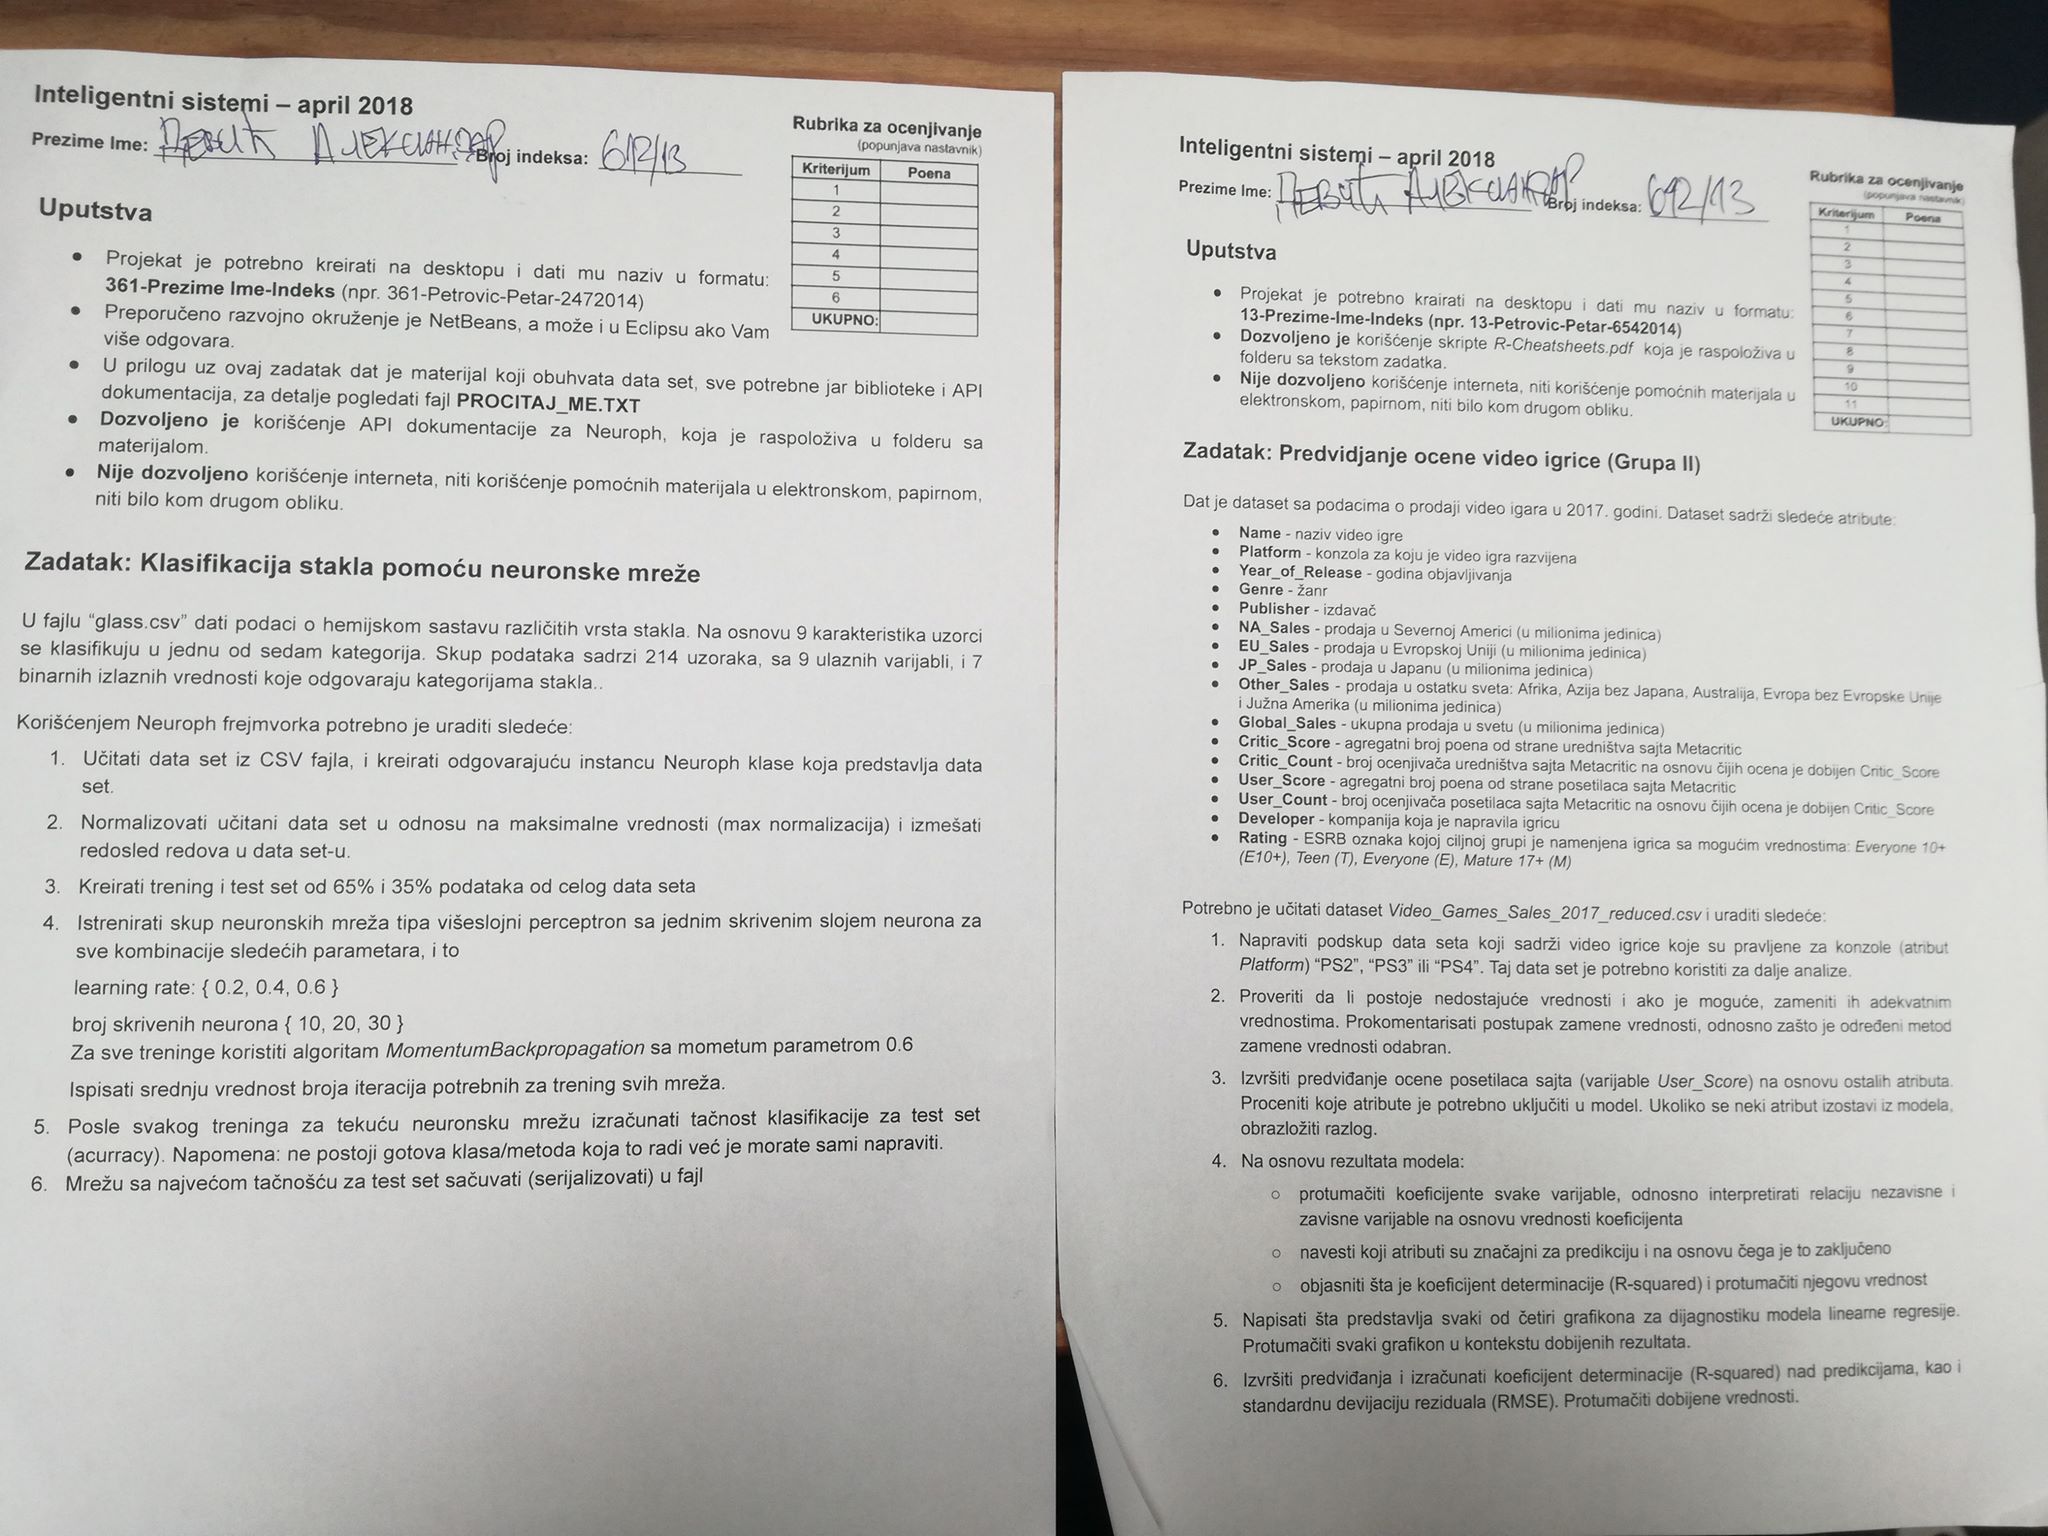 Inteligentni sistemi – april 2018
Prezime Ime: Девић Александар Broj indeksa: 612/13
Rubrika za ocenjivanje
(popunjava nastavnik)
Kriterijum Poena
1
2
3
4
5
6
UKUPNO:
Uputstva
• Projekat je potrebno kreirati na desktopu i dati mu naziv u formatu:
361-Prezime Ime-Indeks (npr. 361-Petrovic-Petar-2472014)
• Preporučeno razvojno okruženje je NetBeans, a može i u Eclipsu ako Vam
više odgovara.
• U prilogu uz ovaj zadatak dat je materijal koji obuhvata data set, sve potrebne jar biblioteke i API
dokumentacija, za detalje pogledati fajl PROCITAJ_ME.TXT
• Dozvoljeno je korišćenje API dokumentacije za Neuroph, koja je raspoloživa u folderu sa
materijalom.
• Nije dozvoljeno korišćenje interneta, niti korišćenje pomoćnih materijala u elektronskom, papirnom,
niti bilo kom drugom obliku.
Zadatak: Klasifikacija stakla pomoću neuronske mreže
U fajlu “glass.csv” dati podaci o hemijskom sastavu različitih vrsta stakla. Na osnovu 9 karakteristika uzorci
se klasifikuju u jednu od sedam kategorija. Skup podataka sadrzi 214 uzoraka, sa 9 ulaznih varijabli, i 7
binarnih izlaznih vrednosti koje odgovaraju kategorijama stakla..
Korišćenjem Neuroph frejmvorka potrebno je uraditi sledeće:
1. Učitati data set iz CSV fajla, i kreirati odgovarajuću instancu Neuroph klase koja predstavlja data
set.
2. Normalizovati učitani data set u odnosu na maksimalne vrednosti (max normalizacija) i izmešati
redosled redova u data set-u.
3. Kreirati trening i test set od 65% i 35% podataka od celog data seta
4. Istrenirati skup neuronskih mreža tipa višeslojni perceptron sa jednim skrivenim slojem neurona za
sve kombinacije sledećih parametara, i to
learning rate: { 0.2, 0.4, 0.6 }
broj skrivenih neurona { 10, 20, 30 }
Za sve treninge koristiti algoritam MomentumBackpropagation sa mometum parametrom 0.6
Ispisati srednju vrednost broja iteracija potrebnih za trening svih mreža.
5. Posle svakog treninga za tekuću neuronsku mrežu izračunati tačnost klasifikacije za test set
(acurracy). Napomena: ne postoji gotova klasa/metoda koja to radi već je morate sami napraviti.
6. Mrežu sa najvećom tačnošću za test set sačuvati (serijalizovati) u fajl
Inteligentni sistemi – april 2018
Prezime Ime: Девић Александар Broj indeksa: 612/13
Rubrika za ocenjivanje
(popunjava nastavnik)
Kriterijum Poena
1
2
3
4
5
6
7
8
9
10
11
UKUPNO:
Uputstva
• Projekat je potrebno krairati na desktopu i dati mu naziv u formatu:
13-Prezime-Ime-Indeks (npr. 13-Petrovic-Petar-6542014)
• Dozvoljeno je korišćenje skripte R-Cheatsheets.pdf koja je raspoloživa u
folderu sa tekstom zadatka.
• Nije dozvoljeno korišćenje interneta, niti korišćenje pomoćnih materijala u
elektronskom, papirnom, niti bilo kom drugom obliku.
Zadatak: Predvidjanje ocene video igrice (Grupa II)
Dat je dataset sa podacima o prodaji video igara u 2017. godini. Dataset sadrži sledeće atribute:
• Name - naziv video igre
• Platform - konzola za koju je video igra razvijena
• Year_of_Release - godina objavljivanja
• Genre - žanr
• Publisher - izdavač
• NA_Sales - prodaja u Severnoj Americi (u milionima jedinica)
• EU_Sales - prodaja u Evropskoj Uniji (u milionima jedinica)
• JP_Sales - prodaja u Japanu (u milionima jedinica)
• Other_Sales - prodaja u ostatku sveta: Afrika, Azija bez Japana, Australija, Evropa bez Evropske Unije
i Južna Amerika (u milionima jedinica)
• Global_Sales - ukupna prodaja u svetu (u milionima jedinica)
• Critic_Score - agregatni broj poena od strane uredništva sajta Metacritic
• Critic_Count - broj ocenjivača uredništva sajta Metacritic na osnovu čijih ocena je dobijen Critic_Score
• User_Score - agregatni broj poena od strane posetilaca sajta Metacritic
• User_Count - broj ocenjivača posetilaca sajta Metacritic na osnovu čijih ocena je dobijen Critic_Score
• Developer - kompanija koja je napravila igricu
• Rating - ESRB oznaka kojoj ciljnoj grupi je namenjena igrica sa mogućim vrednostima: Everyone 10+
(E10+), Teen (T), Everyone (E), Mature 17+ (M)
Potrebno je učitati dataset Video_Games_Sales_2017_reduced.csv i uraditi sledeće:
1. Napraviti podskup data seta koji sadrži video igrice koje su pravljene za konzole (atribut
Platform) “PS2”, “PS3” ili “PS4”. Taj data set je potrebno koristiti za dalje analize.
2. Proveriti da li postoje nedostajuće vrednosti i ako je moguće, zameniti ih adekvatnim
vrednostima. Prokomentarisati postupak zamene vrednosti, odnosno zašto je određeni metod
zamene vrednosti odabran.
3. Izvršiti predviđanje ocene posetilaca sajta (varijable User_Score) na osnovu ostalih atributa.
Proceniti koje atribute je potrebno uključiti u model. Ukoliko se neki atribut izostavi iz modela,
obrazložiti razlog.
4. Na osnovu rezultata modela:
○ protumačiti koeficijente svake varijable, odnosno interpretirati relaciju nezavisne i
zavisne varijable na osnovu vrednosti koeficijenta
○ navesti koji atributi su značajni za predikciju i na osnovu čega je to zaključeno
○ objasniti šta je koeficijent determinacije (R-squared) i protumačiti njegovu vrednost
5. Napisati šta predstavlja svaki od četiri grafikona za dijagnostiku modela linearne regresije.
Protumačiti svaki grafikon u kontekstu dobijenih rezultata.
6. Izvršiti predviđanja i izračunati koeficijent determinacije (R-squared) nad predikcijama, kao i
standardnu devijaciju reziduala (RMSE). Protumačiti dobijene vrednosti.